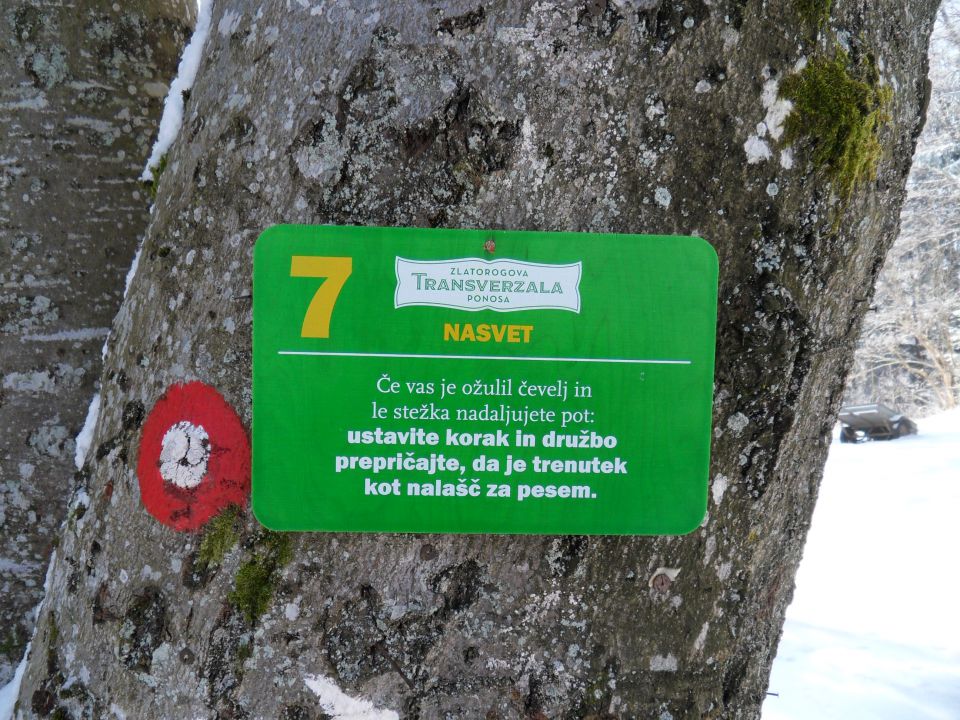 7
ZLATOROGOVA
TRANSVERZALA
PONOSA
NASVET
Če vas je ožulil čevelj in
le stežka nadaljujete pot:
ustavite korak in družbo
prepričajte, da je trenutek
kot nalašč za pesem.